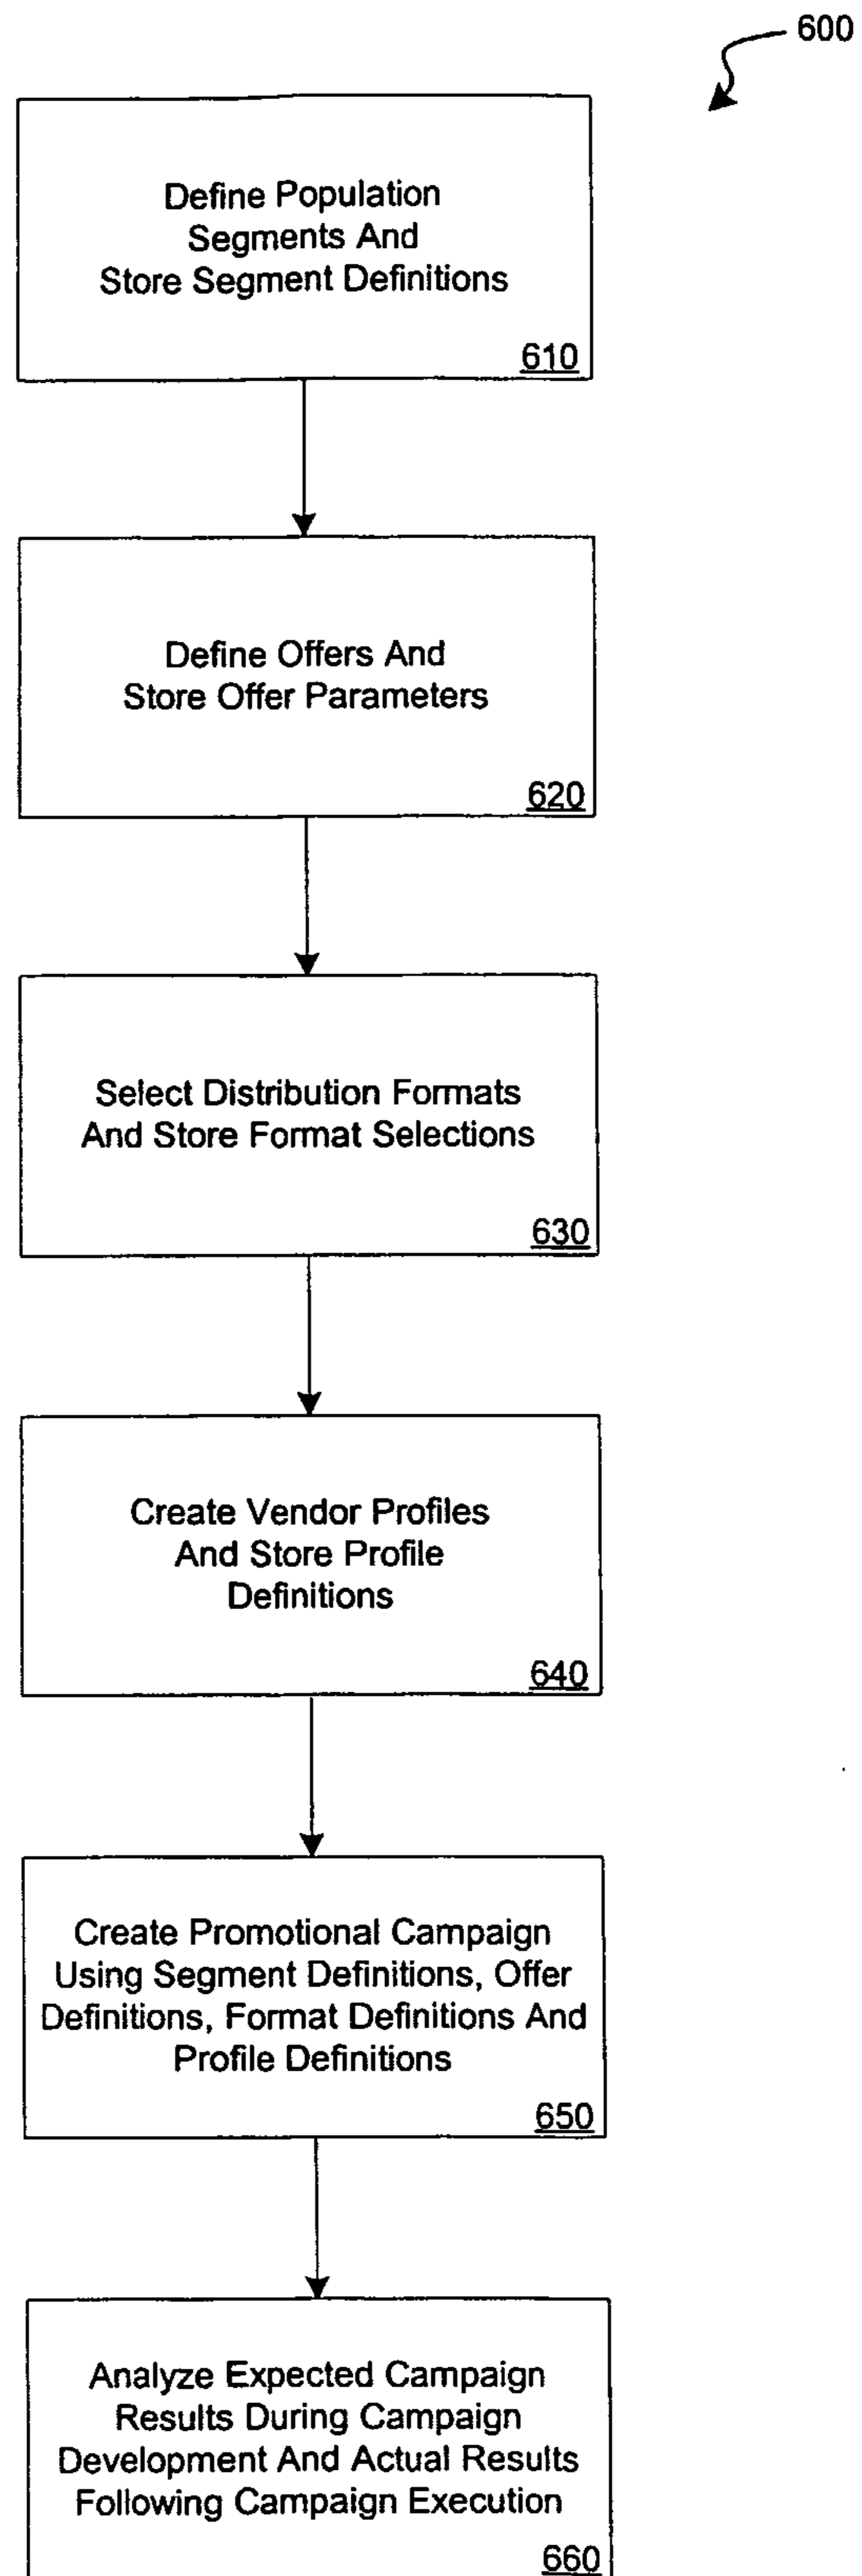 600
Define Population
Segments And
Store Segment Definitions
610
Define Offers And
Store Offer Parameters
620
Select Distribution Formats
And Store Format Selections
630
Create Vendor Profiles
And Store Profile
Definitions
640
Create Promotional Campaign
Using Segment Definitions, Offer
Definitions, Format Definitions And
Profile Definitions
650
Analyze Expected Campaign
Results During Campaign
Development And Actual Results
Following Campaign Execution
660